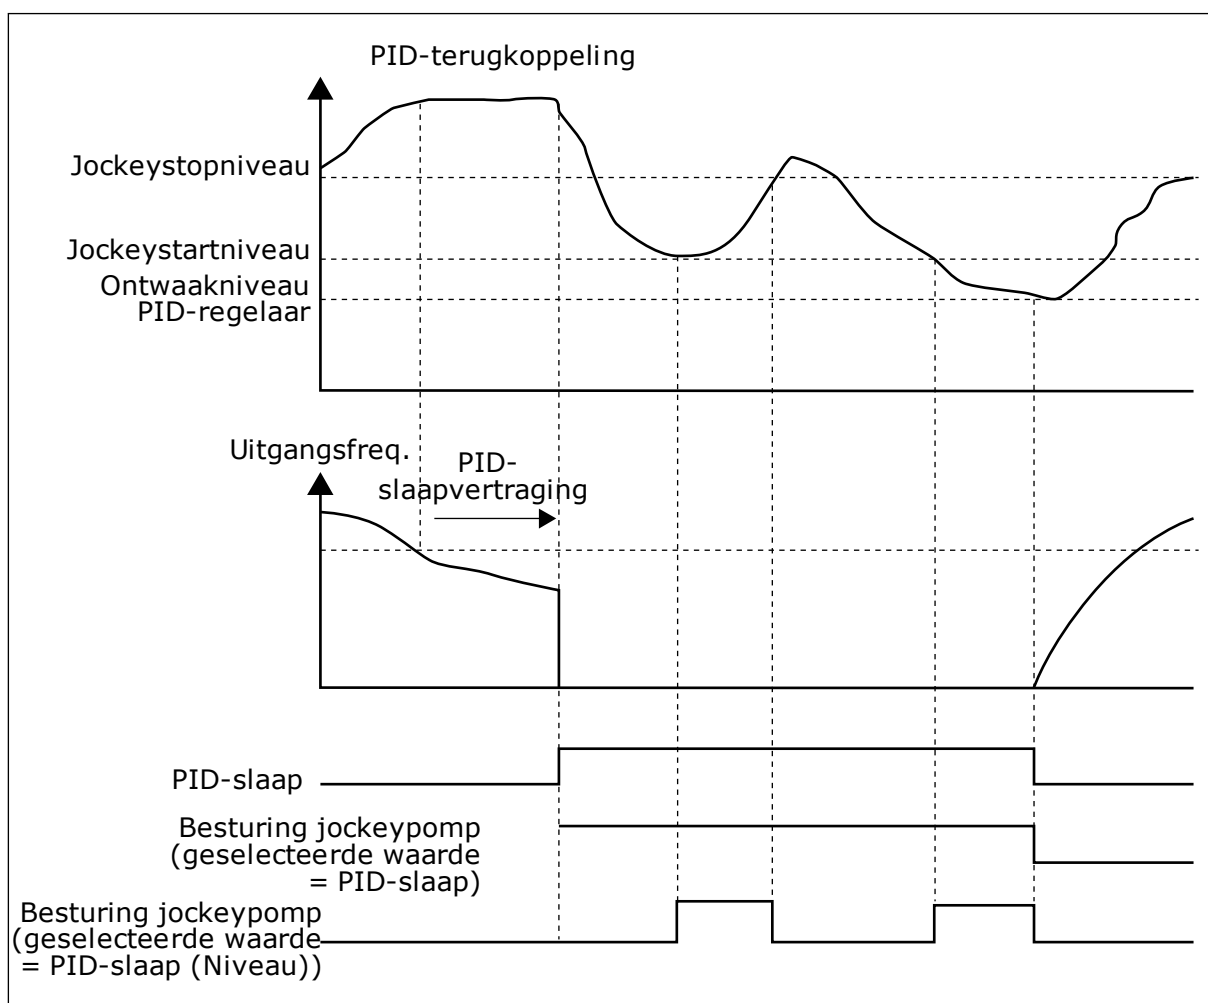 PID-terugkoppeling
Jockeystopniveau
Jockeystartniveau
Ontwaakniveau
PID-regelaar
Uitgangsfreq.
PID-
slaapvertraging
PID-slaap
Besturing jockeypomp
(geselecteerde waarde
= PID-slaap)
Besturing jockeypomp
(geselecteerde waarde
= PID-slaap (Niveau))